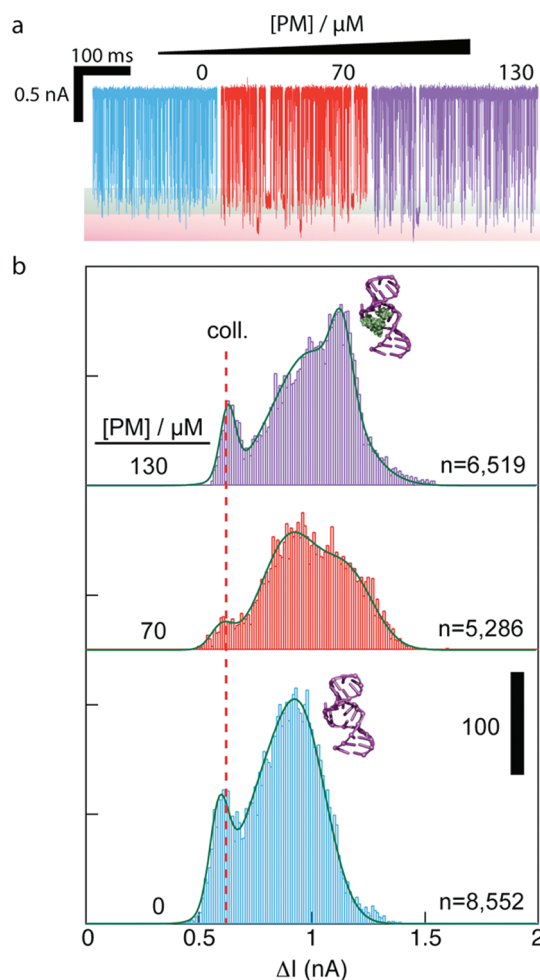 a
[PM] / μM
100 ms
0 70 130
0.5 nA
b
coll.
[PM] / μM
130
n=6,519
70
n=5,286
100
0
n=8,552
0 0.5 1 1.5 2
ΔI (nA)